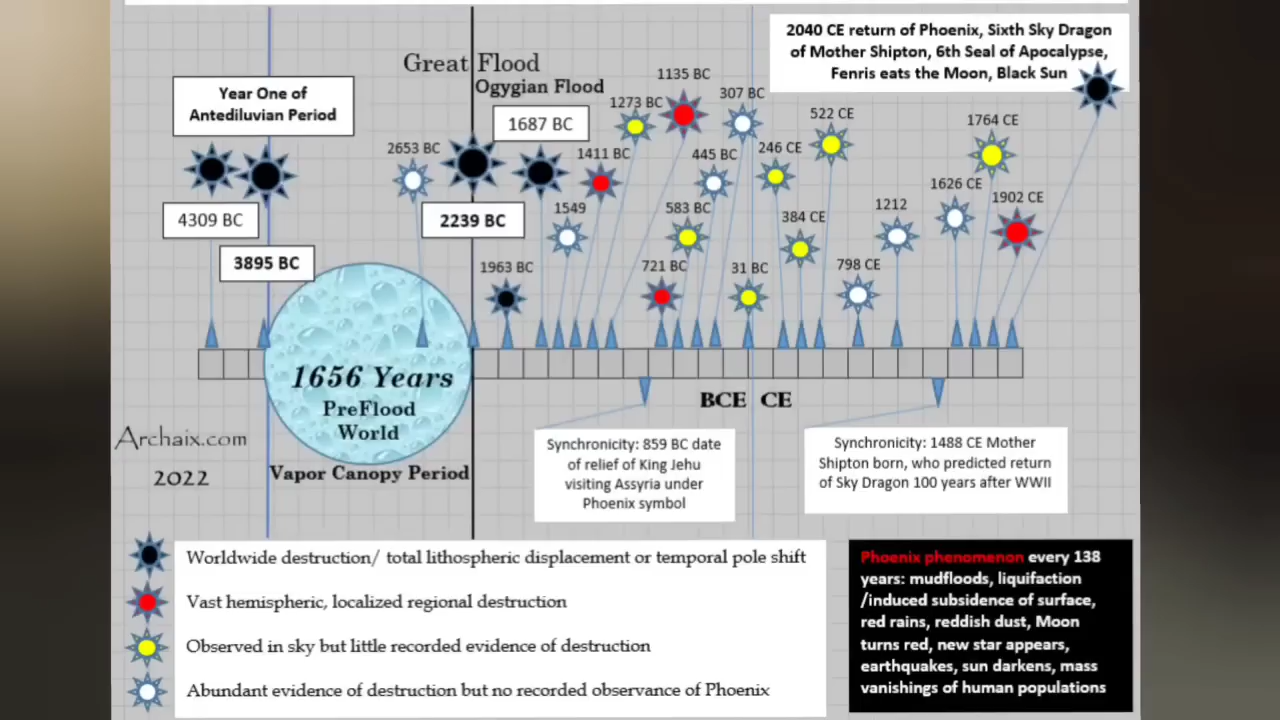 2040 CE return of Phoenix, Sixth Sky Dragon
of Mother Shipton, 6th Seal of Apocalypse,
Fenris eats the Moon, Black Sun
Great Flood
Ogygian Flood
Year One of
Antediluvian Period
1135 BC
307 BC
1273 BC
1687 BC
522 CE
1764 CE
2653 BC
1411 BC
445 BC
246 CE
1626 CE
1902 CE
4309 BC
2239 BC
1549
583 BC
384 CE
1212
3895 BC
1963 BC
721 BC
31 BC
798 CE
1656 Years
PreFlood
World
BCE CE
Archaix.com
2022
Vapor Canopy Period
Synchronicity: 859 BC date
of relief of King Jehu
visiting Assyria under
Phoenix symbol
Synchronicity: 1488 CE Mother
Shipton born, who predicted return
of Sky Dragon 100 years after WWII
Worldwide destruction/ total lithospheric displacement or temporal pole shift
Vast hemispheric, localized regional destruction
Observed in sky but little recorded evidence of destruction
Abundant evidence of destruction but no recorded observance of Phoenix
Phoenix phenomenon every 138
years: mudfloods, liquifaction
/induced subsidence of surface,
red rains, reddish dust, Moon
turns red, new star appears,
earthquakes, sun darkens, mass
vanishings of human populations